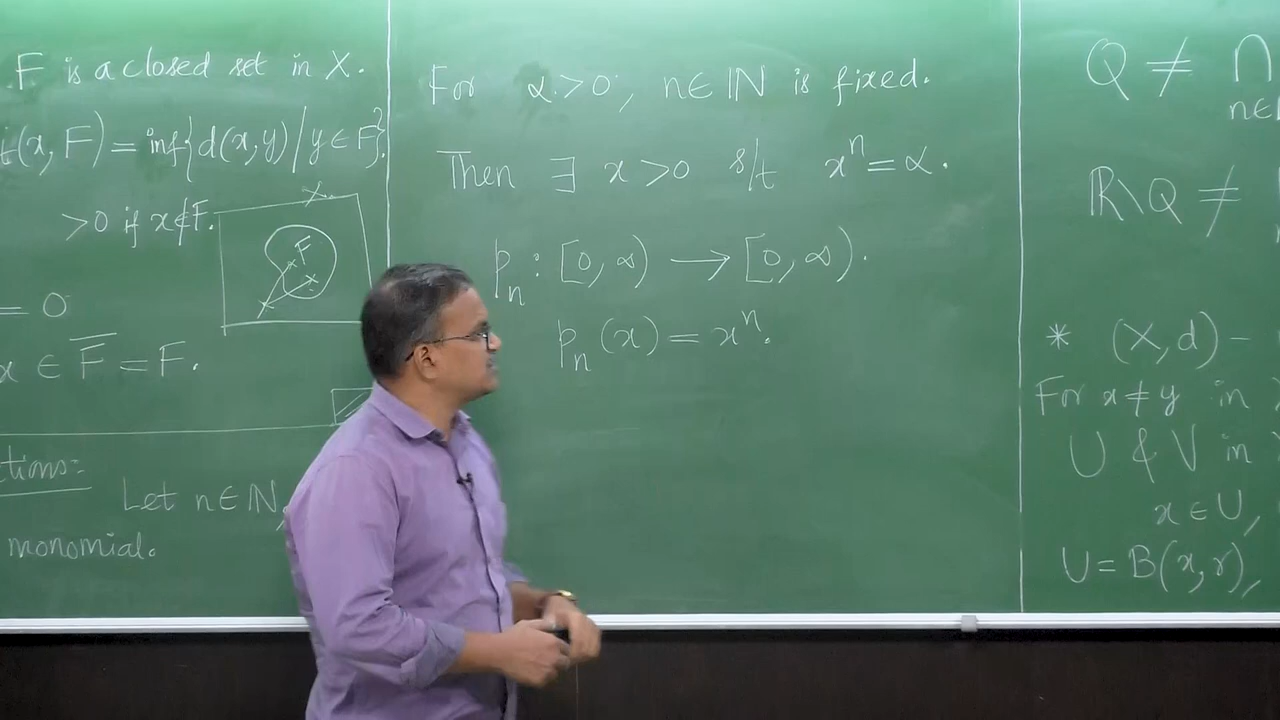 F is a closed set in X.
(x, F) = inf{d(x,y) / y ∈ F}.
>0 if x∉F.
X
F
= 0
x ∈ F̅ = F.
Let n∈ℕ,
monomial.
For α > 0, n∈ℕ is fixed.
Then ∃ x > 0 s/t xⁿ = α.
pₙ : [0, ∞) → [0, ∞).
pₙ(x) = xⁿ.
Q ≠ ∩
n∈
ℝ\Q ≠
* (X, d) –
For x ≠ y in
U & V in
x ∈ U,
U = B(x, r),